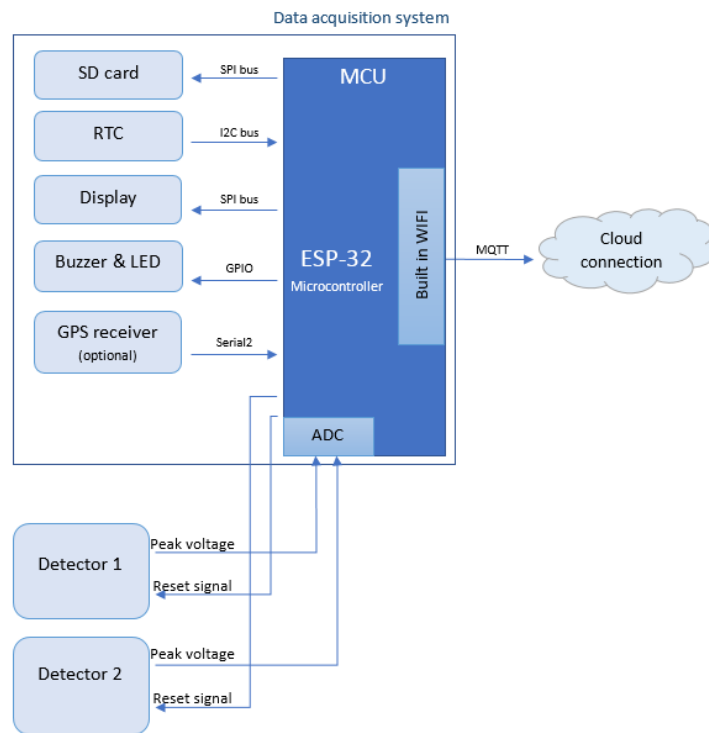 Data acquisition system
SD card
SPI bus
MCU
RTC
I2C bus
Display
SPI bus
Buzzer & LED
GPIO
ESP-32
Microcontroller
Built in WIFI
MQTT
Cloud
connection
GPS receiver
(optional)
Serial2
ADC
Detector 1
Peak voltage
Reset signal
Detector 2
Peak voltage
Reset signal